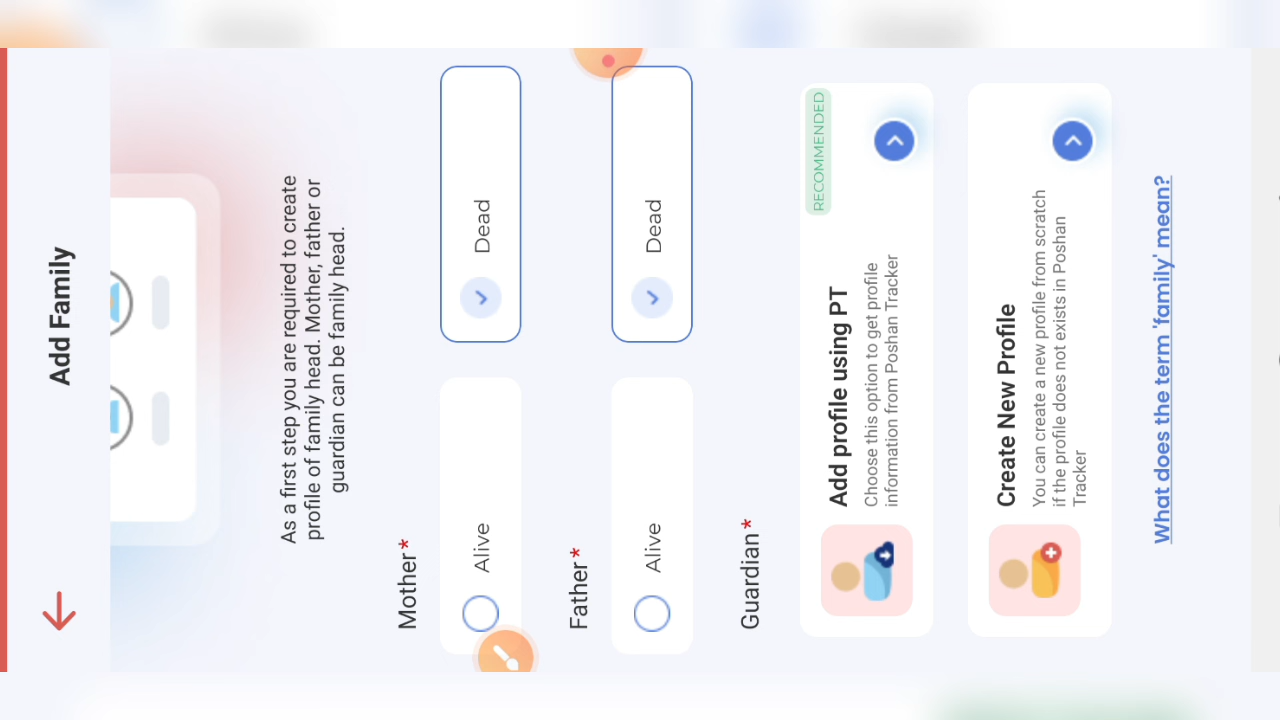 Add Family
As a first step you are required to create
profile of family head. Mother, father or
guardian can be family head.
Mother*
Alive
Dead
Father*
Alive
Dead
Guardian*
RECOMMENDED
Add profile using PT
Choose this option to get profile
information from Poshan Tracker
Create New Profile
You can create a new profile from scratch
if the profile does not exists in Poshan
Tracker
What does the term 'family' mean?